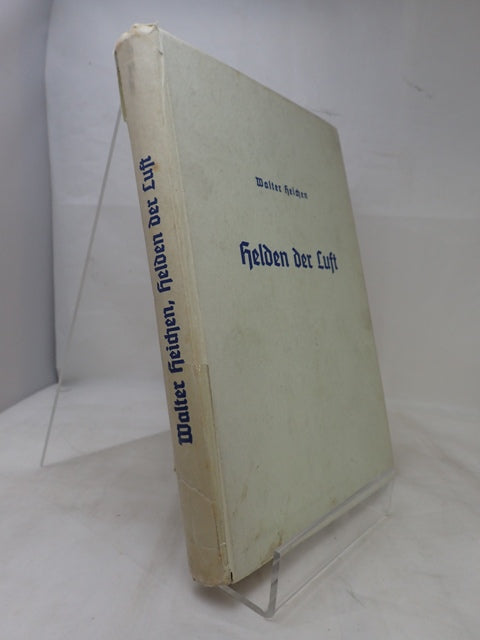 Walter Heichen, Helden der Luft
Walter Heichen
Helden der Luft